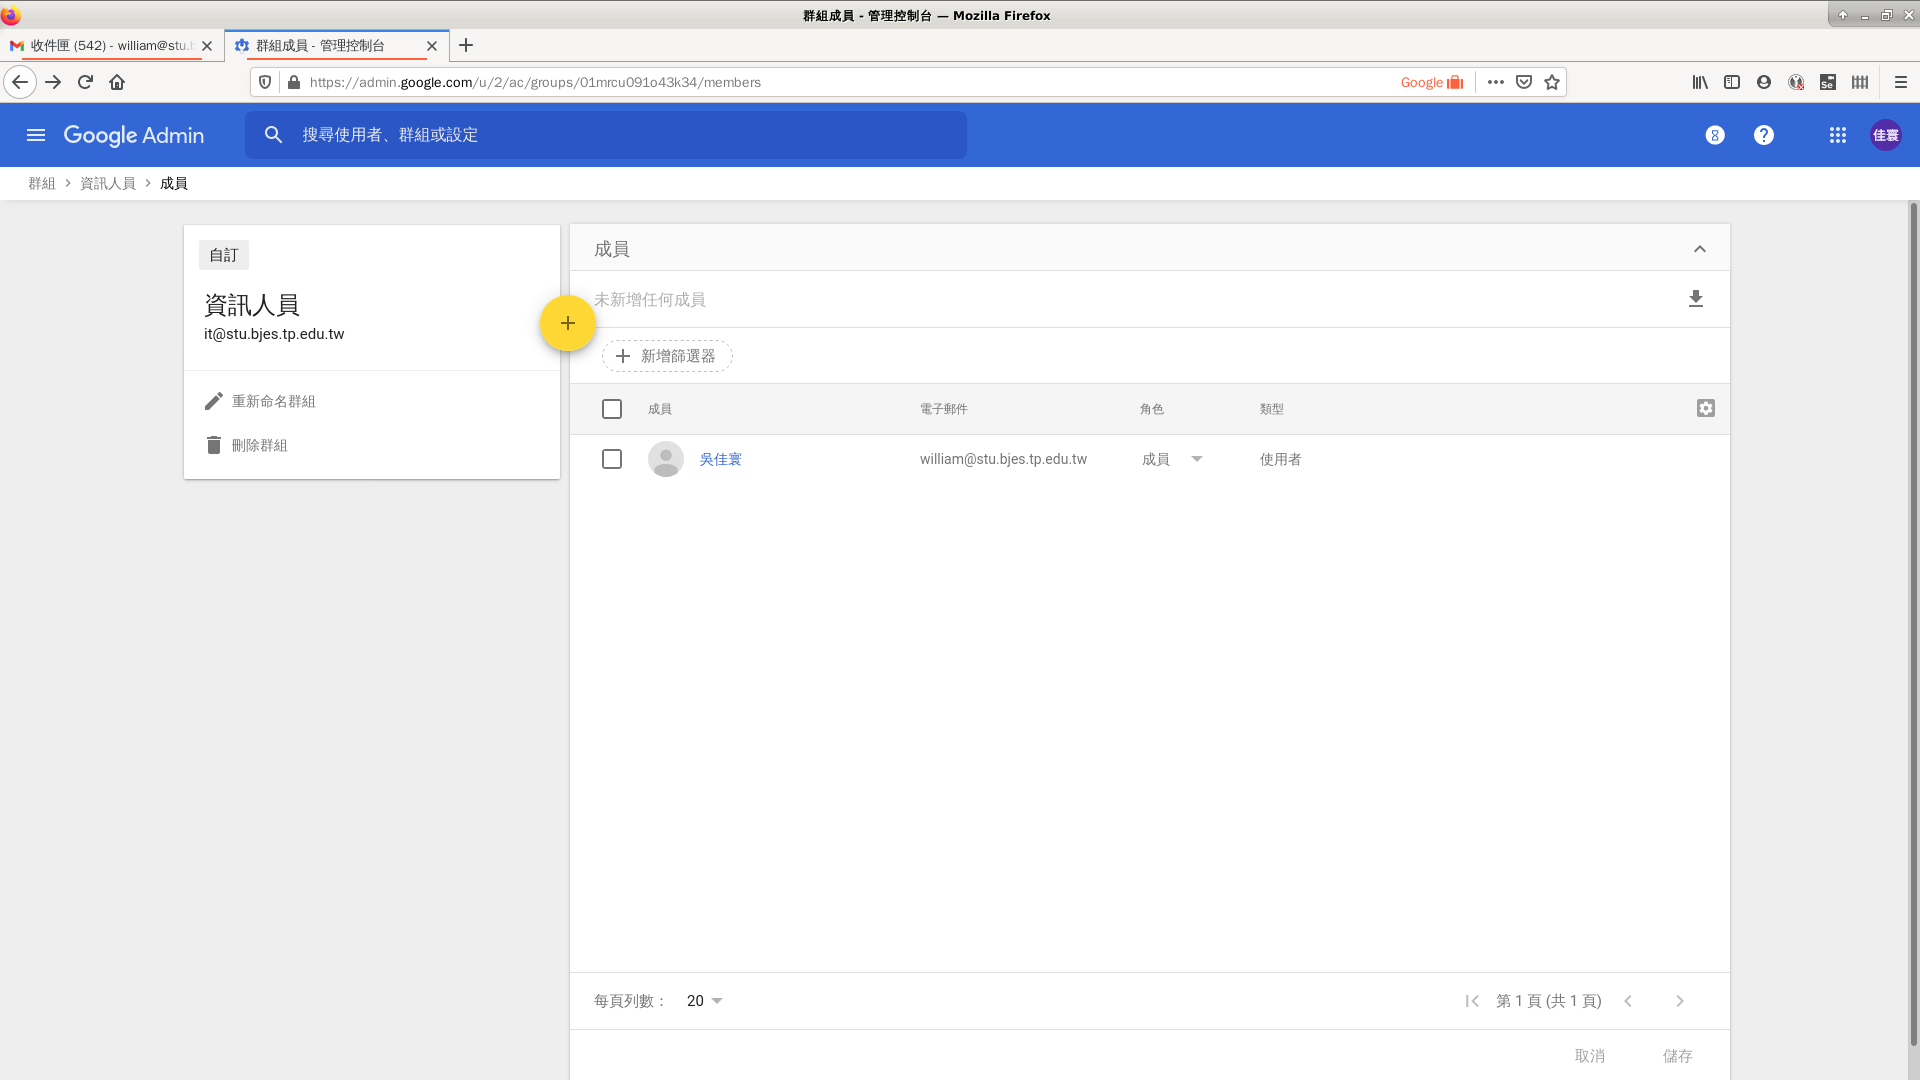 群組成員 - 管理控制台 — Mozilla Firefox
收件匣 (542) - william@stu.b
群組成員 - 管理控制台
https://admin.google.com/u/2/ac/groups/01mrcu091o43k34/members
Google
Google Admin
搜尋使用者、群組或設定
佳寰
群組 > 資訊人員 > 成員
自訂
資訊人員
it@stu.bjes.tp.edu.tw
重新命名群組
刪除群組
成員
未新增任何成員
新增篩選器
成員 電子郵件 角色 類型
吳佳寰 william@stu.bjes.tp.edu.tw 成員 使用者
每頁列數： 20
第 1 頁 (共 1 頁)
取消 儲存